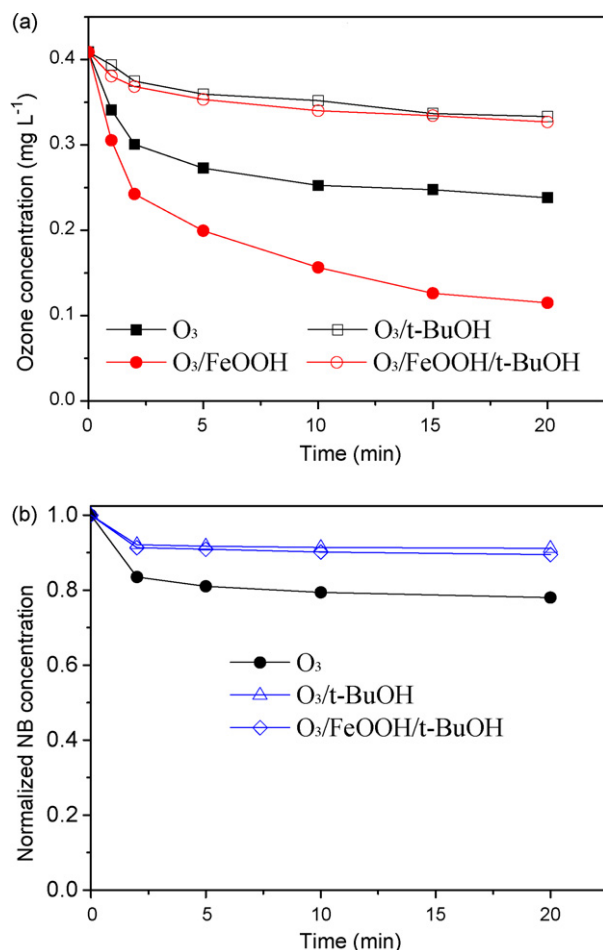 (a)
Ozone concentration (mg L⁻¹)
0.4
0.3
0.2
0.1
0.0
O₃
O₃/t-BuOH
O₃/FeOOH
O₃/FeOOH/t-BuOH
0 5 10 15 20
Time (min)
(b)
Normalized NB concentration
1.0
0.8
0.6
0.4
0.2
0.0
O₃
O₃/t-BuOH
O₃/FeOOH/t-BuOH
0 5 10 15 20
Time (min)